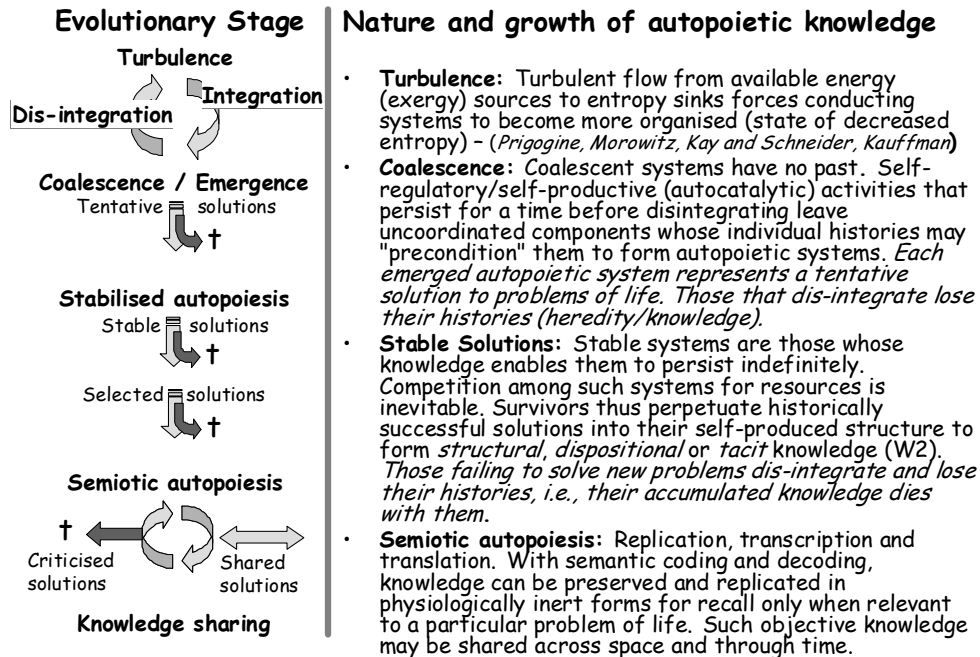 Evolutionary Stage
Turbulence
Integration
Dis-integration
Coalescence / Emergence
Tentative solutions
†
Stabilised autopoiesis
Stable solutions
†
Selected solutions
†
Semiotic autopoiesis
†
Criticised
solutions
Shared
solutions
Knowledge sharing
Nature and growth of autopoietic knowledge
• Turbulence: Turbulent flow from available energy
(exergy) sources to entropy sinks forces conducting
systems to become more organised (state of decreased
entropy) – (Prigogine, Morowitz, Kay and Schneider, Kauffman)
• Coalescence: Coalescent systems have no past. Self-
regulatory/self-productive (autocatalytic) activities that
persist for a time before disintegrating leave
uncoordinated components whose individual histories may
"precondition" them to form autopoietic systems. Each
emerged autopoietic system represents a tentative
solution to problems of life. Those that dis-integrate lose
their histories (heredity/knowledge).
• Stable Solutions: Stable systems are those whose
knowledge enables them to persist indefinitely.
Competition among such systems for resources is
inevitable. Survivors thus perpetuate historically
successful solutions into their self-produced structure to
form structural, dispositional or tacit knowledge (W2).
Those failing to solve new problems dis-integrate and lose
their histories, i.e., their accumulated knowledge dies
with them.
• Semiotic autopoiesis: Replication, transcription and
translation. With semantic coding and decoding,
knowledge can be preserved and replicated in
physiologically inert forms for recall only when relevant
to a particular problem of life. Such objective knowledge
may be shared across space and through time.